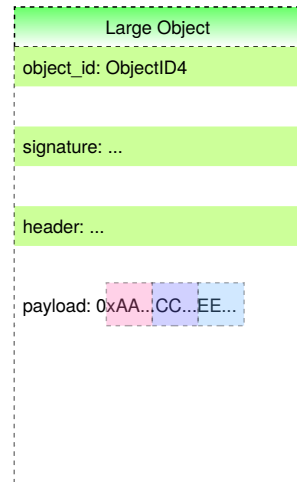 Large Object
object_id: ObjectID4
signature: ...
header: ...
payload: 0xAA...CC...EE...